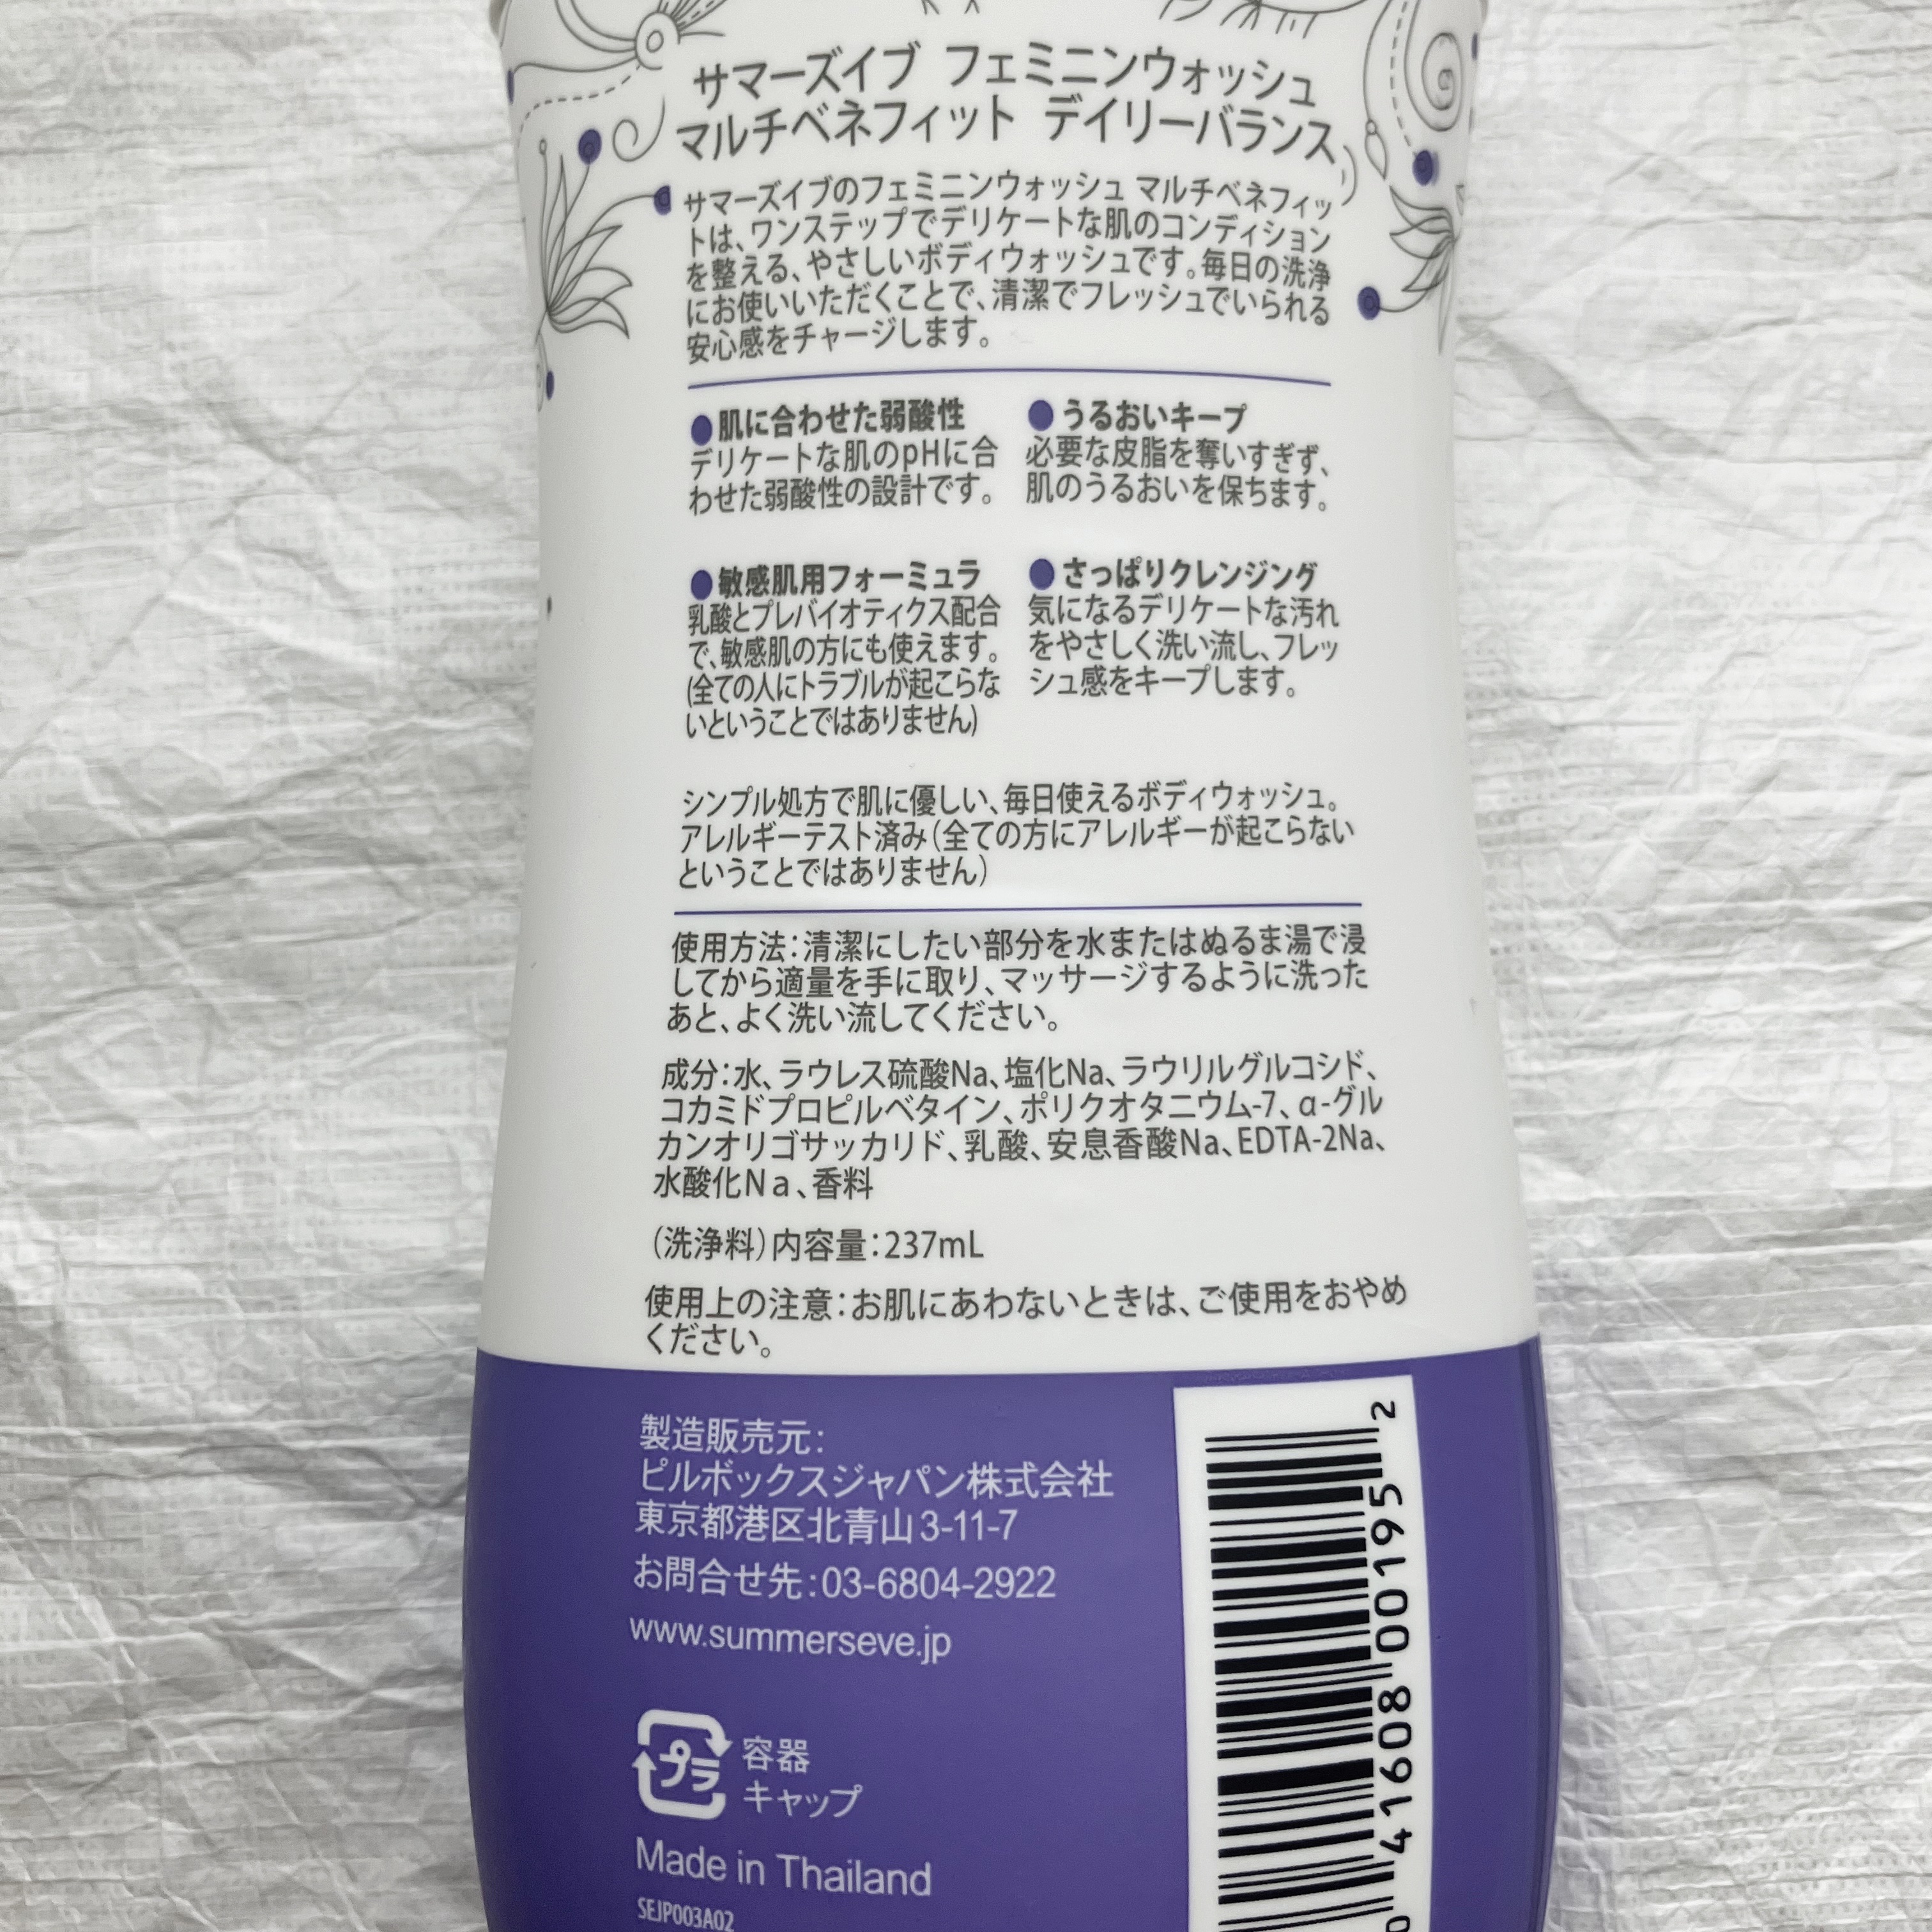 サマーズイブ フェミニンウォッシュ
マルチベネフィット デイリーバランス
サマーズイブのフェミニンウォッシュ マルチベネフィッ
トは、ワンステップでデリケートな肌のコンディション
を整える、やさしいボディウォッシュです。毎日の洗浄
にお使いいただくことで、清潔でフレッシュでいられる
安心感をチャージします。
●肌に合わせた弱酸性
デリケートな肌のpHに合
わせた弱酸性の設計です。
●うるおいキープ
必要な皮脂を奪いすぎず、
肌のうるおいを保ちます。
●敏感肌用フォーミュラ
乳酸とプレバイオティクス配合
で、敏感肌の方にも使えます。
(全ての人にトラブルが起こらな
いということではありません)
●さっぱりクレンジング
気になるデリケートな汚れ
をやさしく洗い流し、フレッ
シュ感をキープします。
シンプル処方で肌に優しい、毎日使えるボディウォッシュ。
アレルギーテスト済み(全ての方にアレルギーが起こらない
ということではありません)
使用方法:清潔にしたい部分を水またはぬるま湯で浸
してから適量を手に取り、マッサージするように洗った
あと、よく洗い流してください。
成分:水、ラウレス硫酸Na、塩化Na、ラウリルグルコシド、
コカミドプロピルベタイン、ポリクオタニウム-7、α-グル
カンオリゴサッカリド、乳酸、安息香酸Na、EDTA-2Na、
水酸化Na、香料
(洗浄料)内容量:237mL
使用上の注意:お肌にあわないときは、ご使用をおやめ
ください。
製造販売元:
ピルボックスジャパン株式会社
東京都港区北青山3-11-7
お問合せ先:03-6804-2922
www.summerseve.jp
プラ
容器
キャップ
Made in Thailand
SEJP003A02
0 41608 00195 2